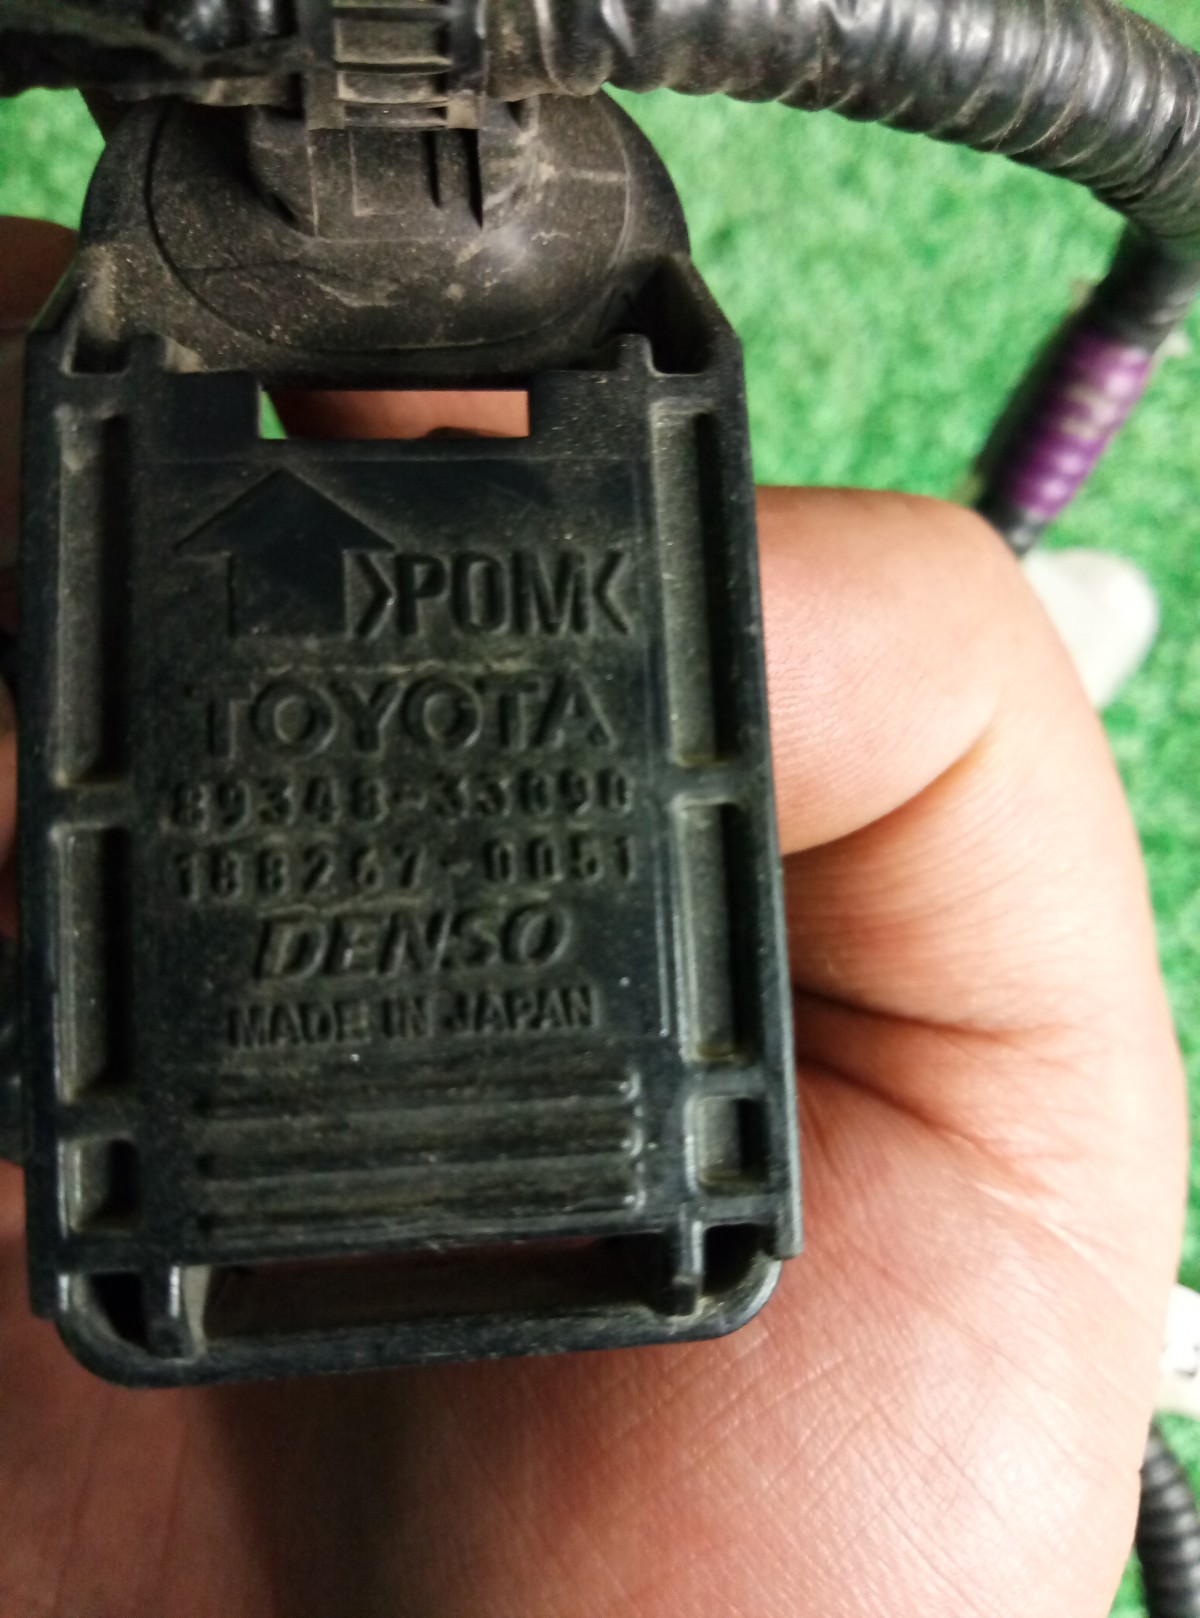 >POM<
TOYOTA
89348-33090
188267-0051
DENSO
MADE IN JAPAN